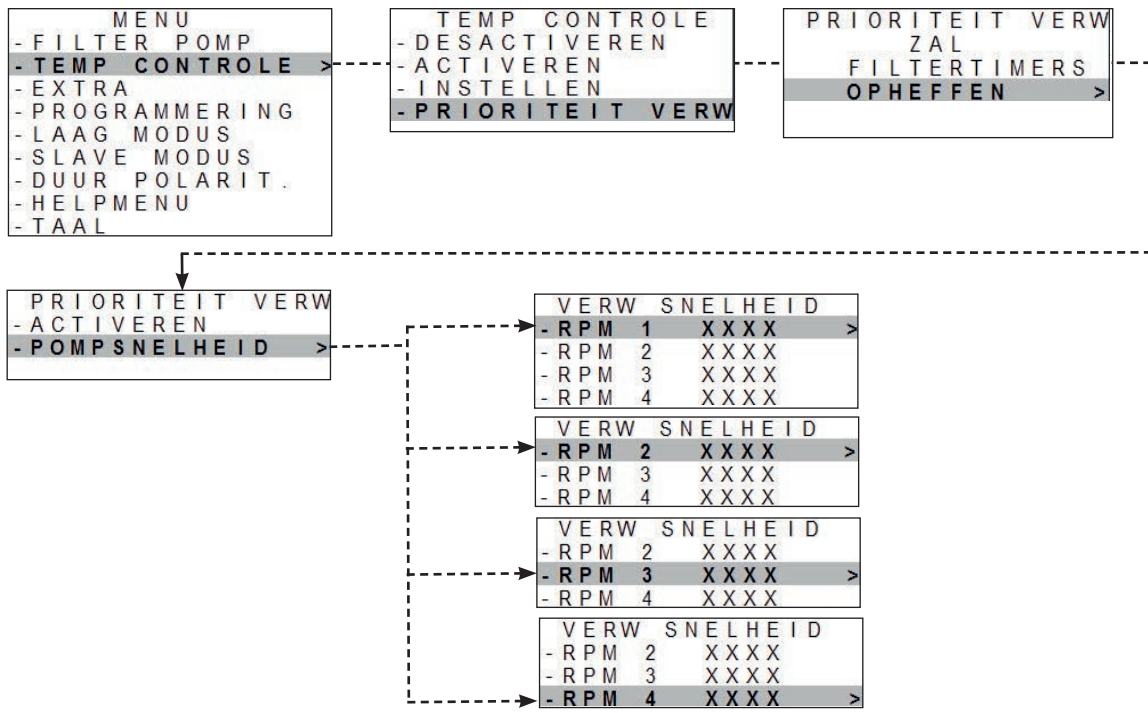 MENU
- FILTER POMP
- TEMP CONTROLE >
- EXTRA
- PROGRAMMERING
- LAAG MODUS
- SLAVE MODUS
- DUUR POLARIT.
- HELPMENU
- TAAL
TEMP CONTROLE
- DESACTIVEREN
- ACTIVEREN
- INSTELLEN
- PRIORITEIT VERW
PRIORITEIT VERW
ZAL
FILTERTIMERS
OPHEFFEN >
PRIORITEIT VERW
- ACTIVEREN
- POMPSNELHEID >
VERW SNELHEID
- RPM 1 XXXX >
- RPM 2 XXXX
- RPM 3 XXXX
- RPM 4 XXXX
VERW SNELHEID
- RPM 2 XXXX >
- RPM 3 XXXX
- RPM 4 XXXX
VERW SNELHEID
- RPM 2 XXXX
- RPM 3 XXXX >
- RPM 4 XXXX
VERW SNELHEID
- RPM 2 XXXX
- RPM 3 XXXX
- RPM 4 XXXX >